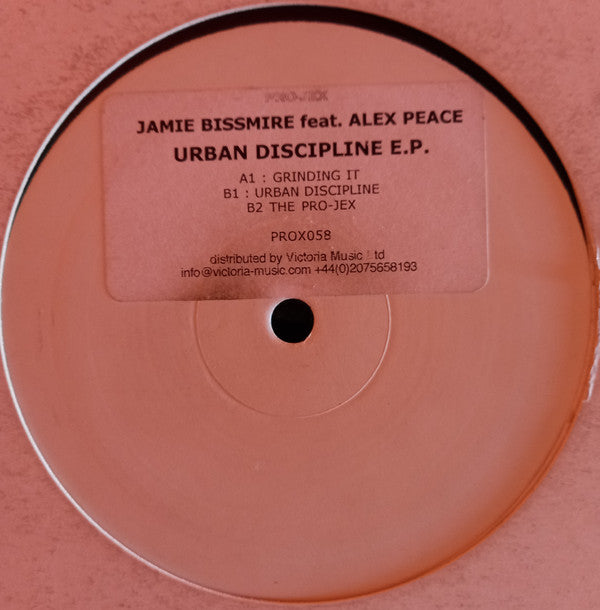 PRO-JEX
JAMIE BISSMIRE feat. ALEX PEACE
URBAN DISCIPLINE E.P.
A1 : GRINDING IT
B1 : URBAN DISCIPLINE
B2 THE PRO-JEX
PROX058
distributed by Victoria Music Ltd
info@victoria-music.com +44(0)2075658193